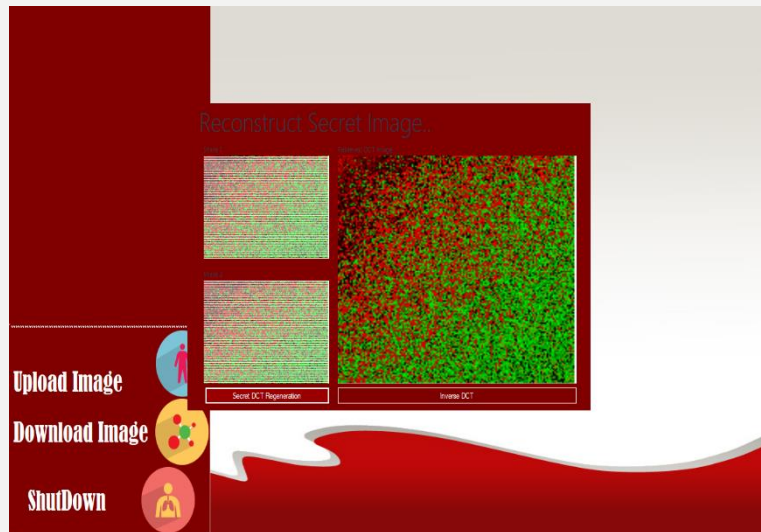 Reconstruct Secret Image..
Secret DCT Regeneration
Inverse DCT
Upload Image
Download Image
ShutDown